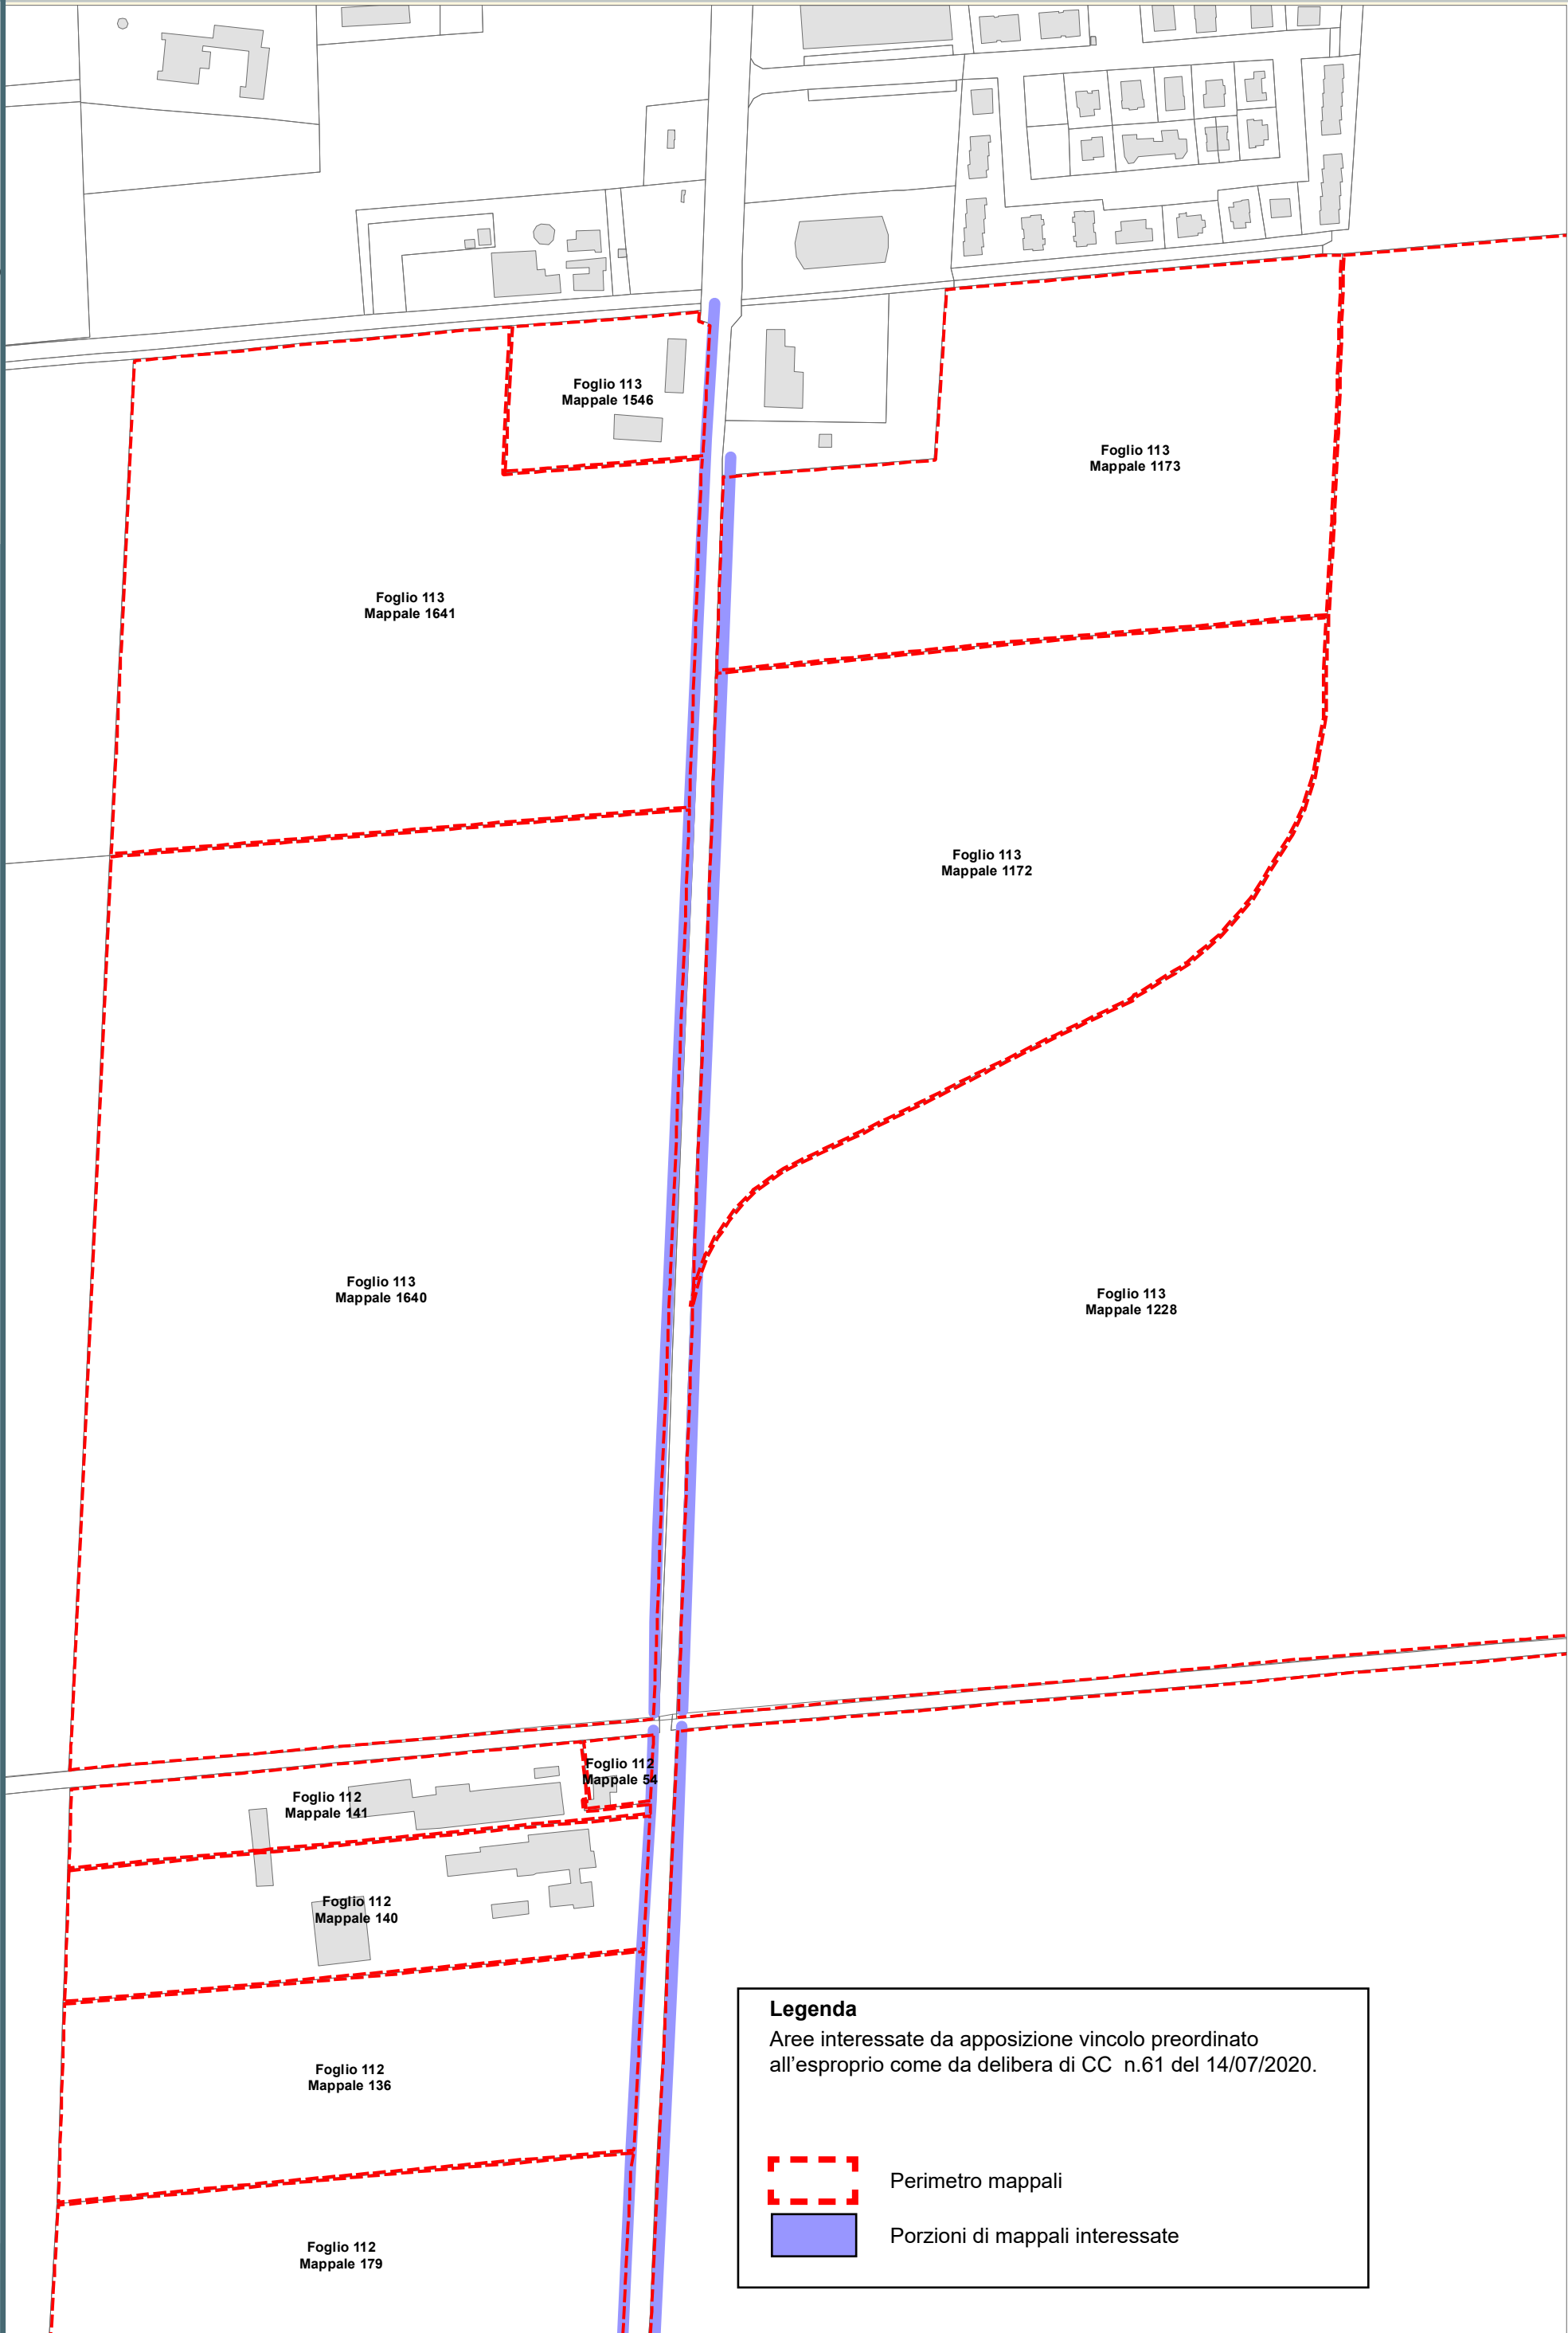 Foglio 113
Mappale 1546
Foglio 113
Mappale 1173
Foglio 113
Mappale 1641
Foglio 113
Mappale 1172
Foglio 113
Mappale 1640
Foglio 113
Mappale 1228
Foglio 112
Mappale 54
Foglio 112
Mappale 141
Foglio 112
Mappale 140
Foglio 112
Mappale 136
Foglio 112
Mappale 179
Legenda
Aree interessate da apposizione vincolo preordinato
all'esproprio come da delibera di CC n.61 del 14/07/2020.
Perimetro mappali
Porzioni di mappali interessate